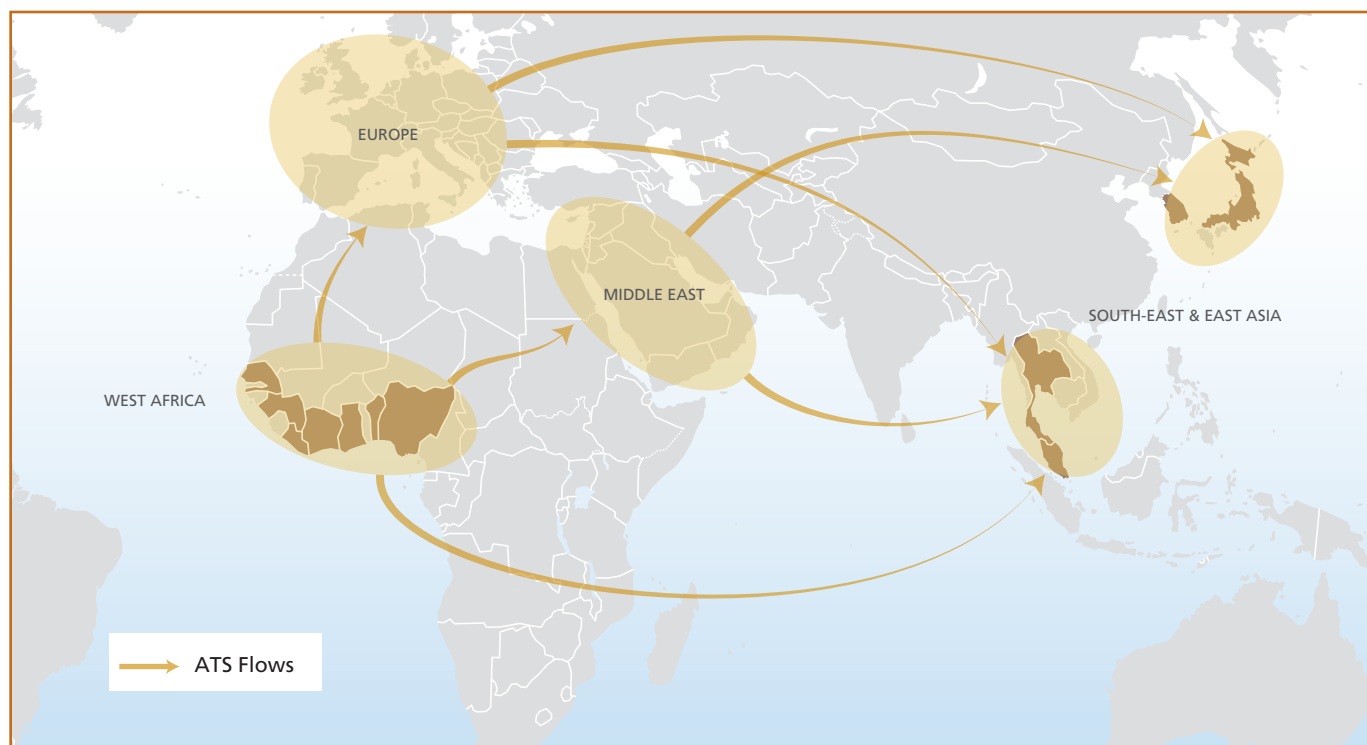 EUROPE
MIDDLE EAST
SOUTH-EAST & EAST ASIA
WEST AFRICA
ATS Flows